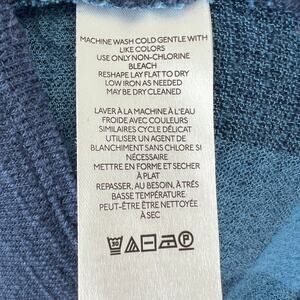 MACHINE WASH COLD GENTLE WITH
LIKE COLORS
USE ONLY NON-CHLORINE
BLEACH
RESHAPE LAY FLAT TO DRY
LOW IRON AS NEEDED
MAY BE DRY CLEANED
LAVER À LA MACHINE À L'EAU
FROIDE AVEC COULEURS
SIMILAIRES CYCLE DÉLICAT
UTILISER UN AGENT DE
BLANCHIMENT SANS CHLORE SI
NÉCESSAIRE
METTRE EN FORME ET SECHER
À PLAT
REPASSER, AU BESOIN, À TRÉS
BASSE TEMPÉRATURE
PEUT-ÊTRE ÊTRE NETTOYÉE
À SEC